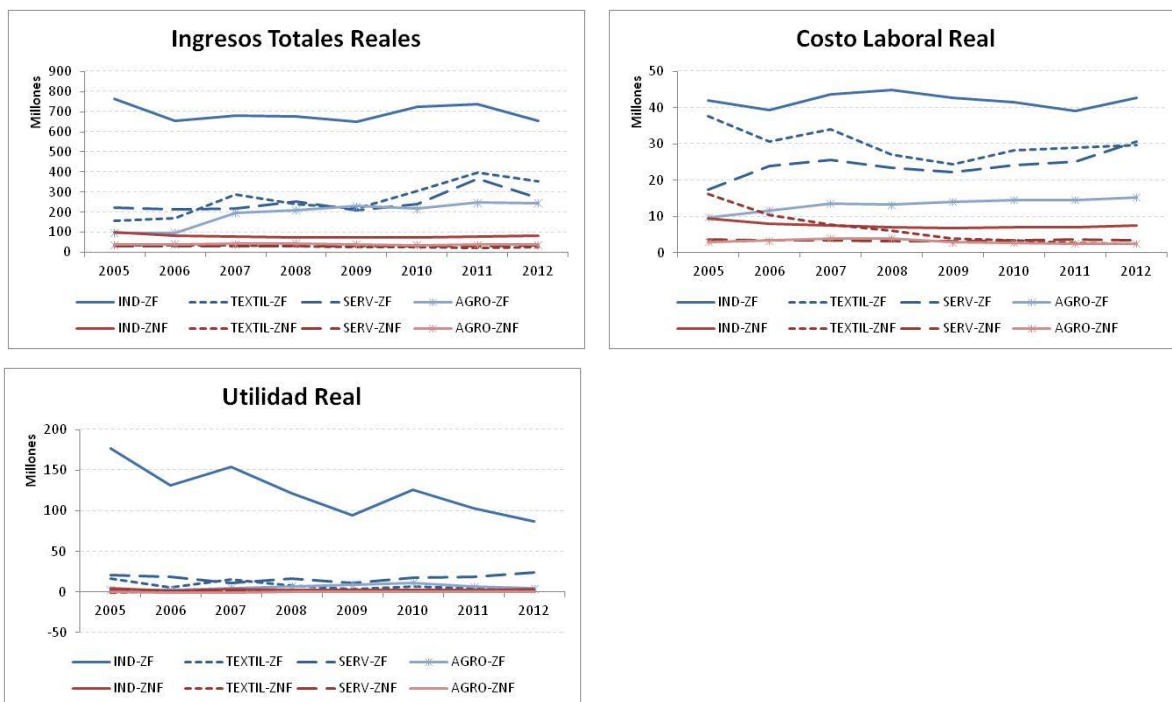 Ingresos Totales Reales
Millones
900
800
700
600
500
400
300
200
100
0
2005 2006 2007 2008 2009 2010 2011 2012
IND-ZF TEXTIL-ZF SERV-ZF AGRO-ZF
IND-ZNF TEXTIL-ZNF SERV-ZNF AGRO-ZNF
Costo Laboral Real
Millones
50
40
30
20
10
0
2005 2006 2007 2008 2009 2010 2011 2012
IND-ZF TEXTIL-ZF SERV-ZF AGRO-ZF
IND-ZNF TEXTIL-ZNF SERV-ZNF AGRO-ZNF
Utilidad Real
Millones
200
150
100
50
0
2005 2006 2007 2008 2009 2010 2011 2012
-50
IND-ZF TEXTIL-ZF SERV-ZF AGRO-ZF
IND-ZNF TEXTIL-ZNF SERV-ZNF AGRO-ZNF